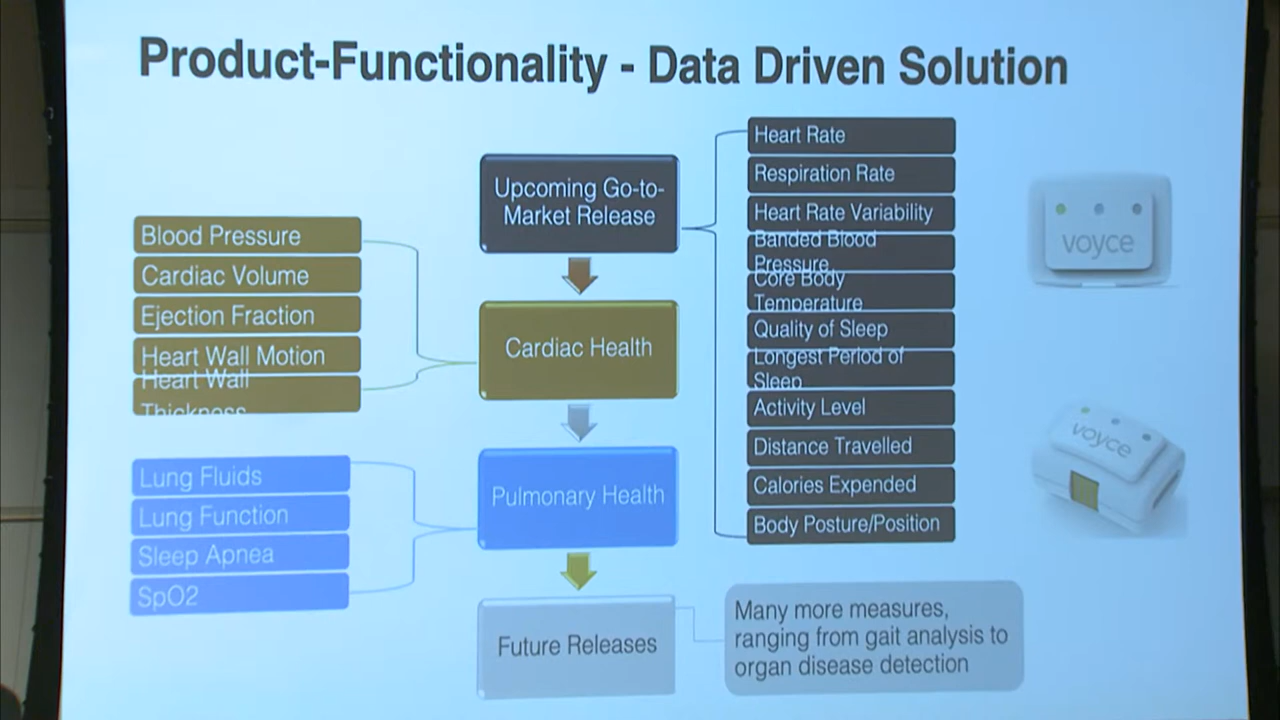 Product-Functionality - Data Driven Solution
Upcoming Go-to-
Market Release
Heart Rate
Respiration Rate
Heart Rate Variability
Banded Blood
Pressure
Core Body
Temperature
Quality of Sleep
Longest Period of
Sleep
Activity Level
Distance Travelled
Calories Expended
Body Posture/Position
Blood Pressure
Cardiac Volume
Ejection Fraction
Heart Wall Motion
Heart Wall
Thickness
Cardiac Health
Lung Fluids
Lung Function
Sleep Apnea
SpO2
Pulmonary Health
Future Releases
Many more measures,
ranging from gait analysis to
organ disease detection
voyce
voyce